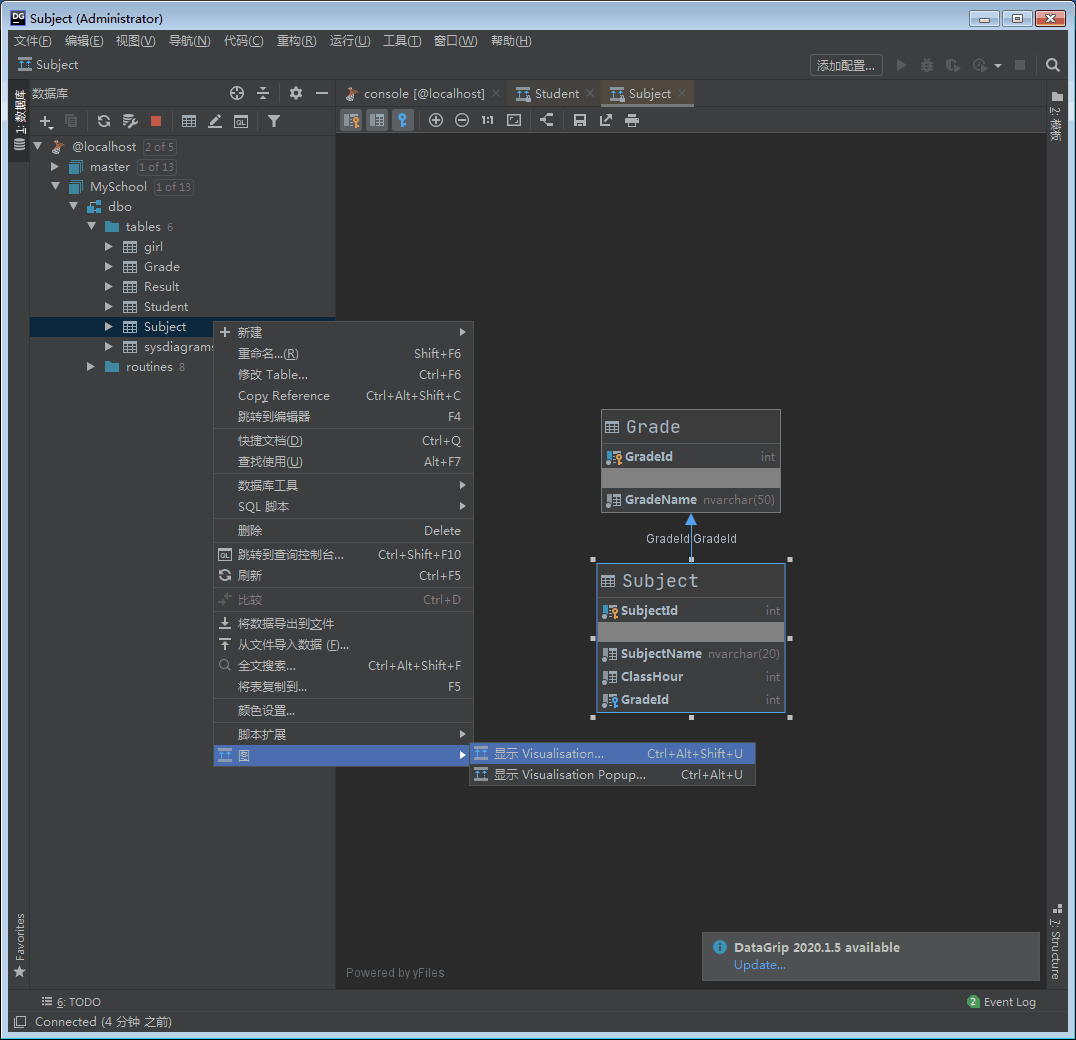 DG Subject (Administrator)
文件(F) 编辑(E) 视图(V) 导航(N) 代码(C) 重构(R) 运行(U) 工具(T) 窗口(W) 帮助(H)
Subject
添加配置...
1: 数据库
数据库
console [@localhost]
Student
Subject
1:1
QL
@localhost 2 of 5
master 1 of 13
MySchool 1 of 13
dbo
tables 6
girl
Grade
Result
Student
Subject
sysdiagrams
routines 8
新建
重命名...(R) Shift+F6
修改 Table... Ctrl+F6
Copy Reference Ctrl+Alt+Shift+C
跳转到编辑器 F4
快捷文档(D) Ctrl+Q
查找使用(U) Alt+F7
数据库工具
SQL 脚本
删除 Delete
QL 跳转到查询控制台... Ctrl+Shift+F10
刷新 Ctrl+F5
比较 Ctrl+D
将数据导出到文件
从文件导入数据 (F)...
全文搜索... Ctrl+Alt+Shift+F
将表复制到... F5
颜色设置...
脚本扩展
图
显示 Visualisation... Ctrl+Alt+Shift+U
显示 Visualisation Popup... Ctrl+Alt+U
Grade
GradeId int
GradeName nvarchar(50)
GradeId GradeId
Subject
SubjectId int
SubjectName nvarchar(20)
ClassHour int
GradeId int
2: 模板
7: Structure
Favorites
Powered by yFiles
DataGrip 2020.1.5 available
Update...
6: TODO
2 Event Log
Connected (4 分钟 之前)